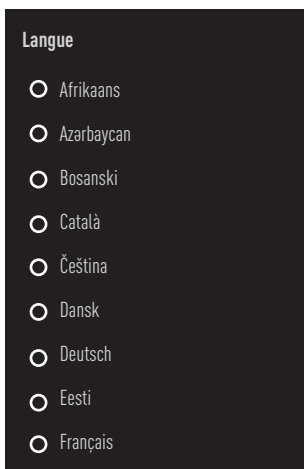 Langue
Afrikaans
Azərbaycan
Bosanski
Català
Čeština
Dansk
Deutsch
Eesti
Français